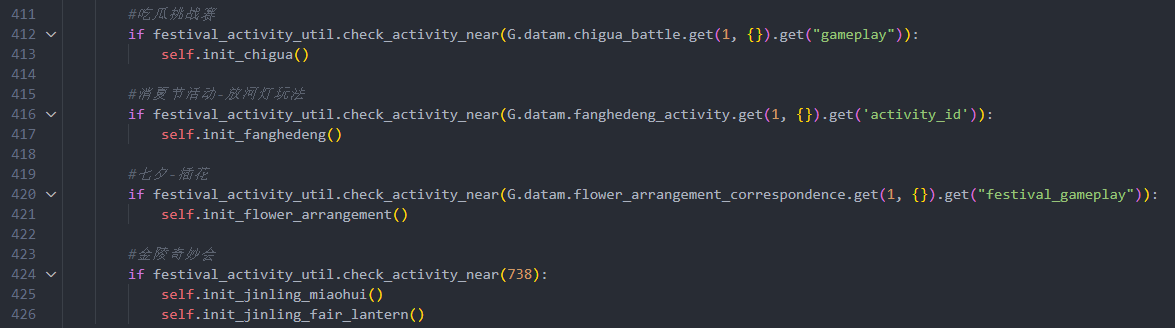 411 #吃瓜挑战赛
412 if festival_activity_util.check_activity_near(G.datam.chigua_battle.get(1, {}).get("gameplay")):
413 self.init_chigua()
414
415 #消夏节活动-放河灯玩法
416 if festival_activity_util.check_activity_near(G.datam.fanghedeng_activity.get(1, {}).get('activity_id')):
417 self.init_fanghedeng()
418
419 #七夕-插花
420 if festival_activity_util.check_activity_near(G.datam.flower_arrangement_correspondence.get(1, {}).get("festival_gameplay")):
421 self.init_flower_arrangement()
422
423 #金陵奇妙会
424 if festival_activity_util.check_activity_near(738):
425 self.init_jinling_miaohui()
426 self.init_jinling_fair_lantern()